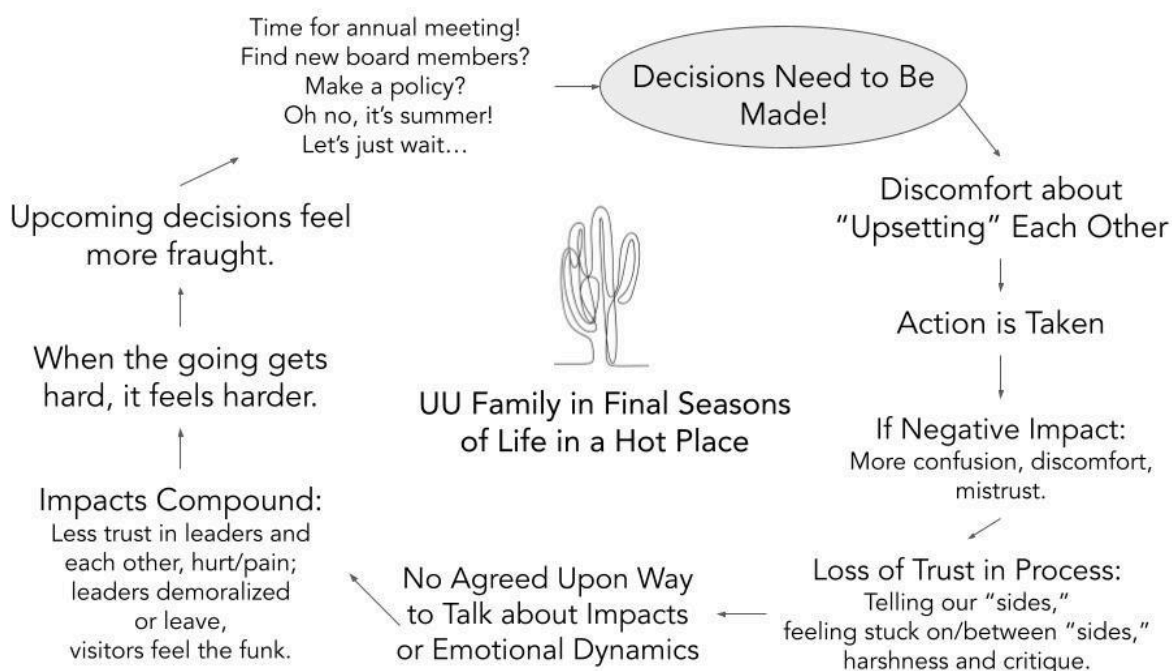 Time for annual meeting!
Find new board members?
Make a policy?
Oh no, it’s summer!
Let’s just wait…
Decisions Need to Be
Made!
Discomfort about
“Upsetting” Each Other
Action is Taken
If Negative Impact:
More confusion, discomfort,
mistrust.
Loss of Trust in Process:
Telling our “sides,”
feeling stuck on/between “sides,”
harshness and critique.
No Agreed Upon Way
to Talk about Impacts
or Emotional Dynamics
Impacts Compound:
Less trust in leaders and
each other, hurt/pain;
leaders demoralized
or leave,
visitors feel the funk.
When the going gets
hard, it feels harder.
Upcoming decisions feel
more fraught.
UU Family in Final Seasons
of Life in a Hot Place